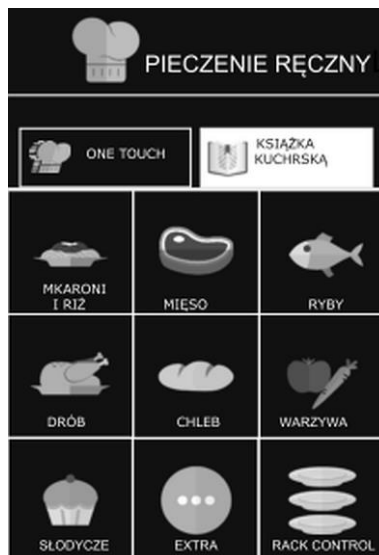 PIECZENIE RĘCZNY
ONE TOUCH
KSIĄŻKA
KUCHRSKĄ
MKARONI
I RIŻ
MIĘSO
RYBY
DRÓB
CHLEB
WARZYWA
SŁODYCZE
EXTRA
RACK CONTROL